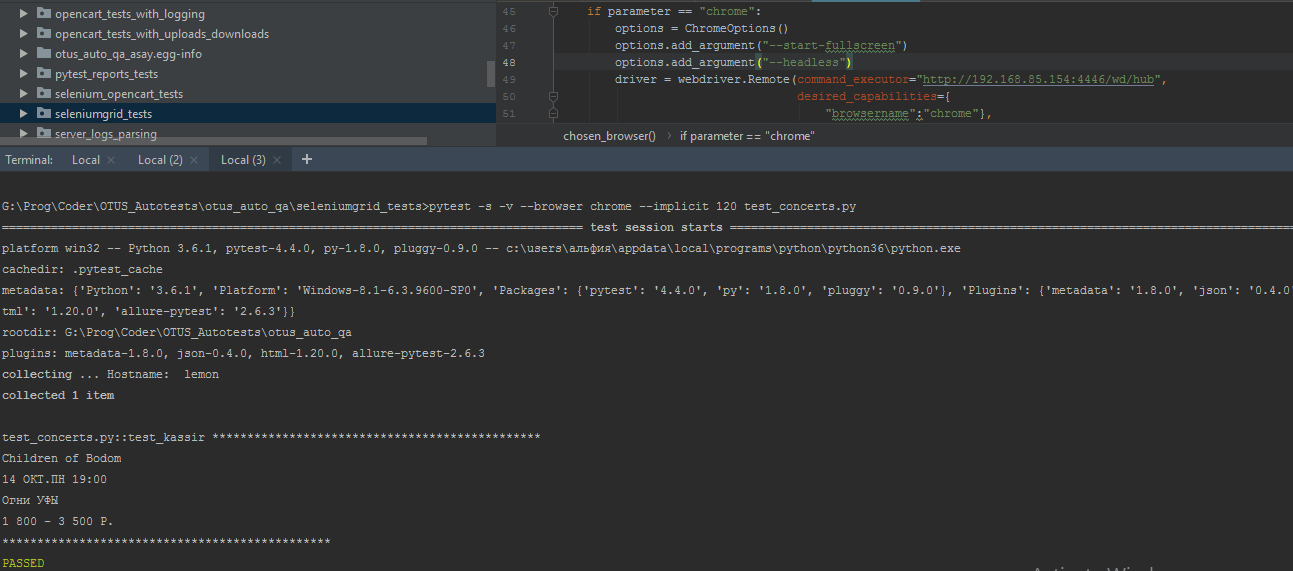 opencart_tests_with_logging
opencart_tests_with_uploads_downloads
otus_auto_qa_asay.egg-info
pytest_reports_tests
selenium_opencart_tests
seleniumgrid_tests
server_logs_parsing
45 if parameter == "chrome":
46 options = ChromeOptions()
47 options.add_argument("--start-fullscreen")
48 options.add_argument("--headless")
49 driver = webdriver.Remote(command_executor="http://192.168.85.154:4446/wd/hub",
50 desired_capabilities={
51 "browsername":"chrome"},
chosen_browser() › if parameter == "chrome"
Terminal: Local × Local (2) × Local (3) × +
G:\Prog\Coder\OTUS_Autotests\otus_auto_qa\seleniumgrid_tests>pytest -s -v --browser chrome --implicit 120 test_concerts.py
============================== test session starts ==============================
platform win32 -- Python 3.6.1, pytest-4.4.0, py-1.8.0, pluggy-0.9.0 -- c:\users\альфия\appdata\local\programs\python\python36\python.exe
cachedir: .pytest_cache
metadata: {'Python': '3.6.1', 'Platform': 'Windows-8.1-6.3.9600-SP0', 'Packages': {'pytest': '4.4.0', 'py': '1.8.0', 'pluggy': '0.9.0'}, 'Plugins': {'metadata': '1.8.0', 'json': '0.4.0'
tml': '1.20.0', 'allure-pytest': '2.6.3'}}
rootdir: G:\Prog\Coder\OTUS_Autotests\otus_auto_qa
plugins: metadata-1.8.0, json-0.4.0, html-1.20.0, allure-pytest-2.6.3
collecting ... Hostname:  lemon
collected 1 item
test_concerts.py::test_kassir ***********************************************
Children of Bodom
14 ОКТ.ПН 19:00
Огни УФЫ
1 800 - 3 500 Р.
***********************************************
PASSED